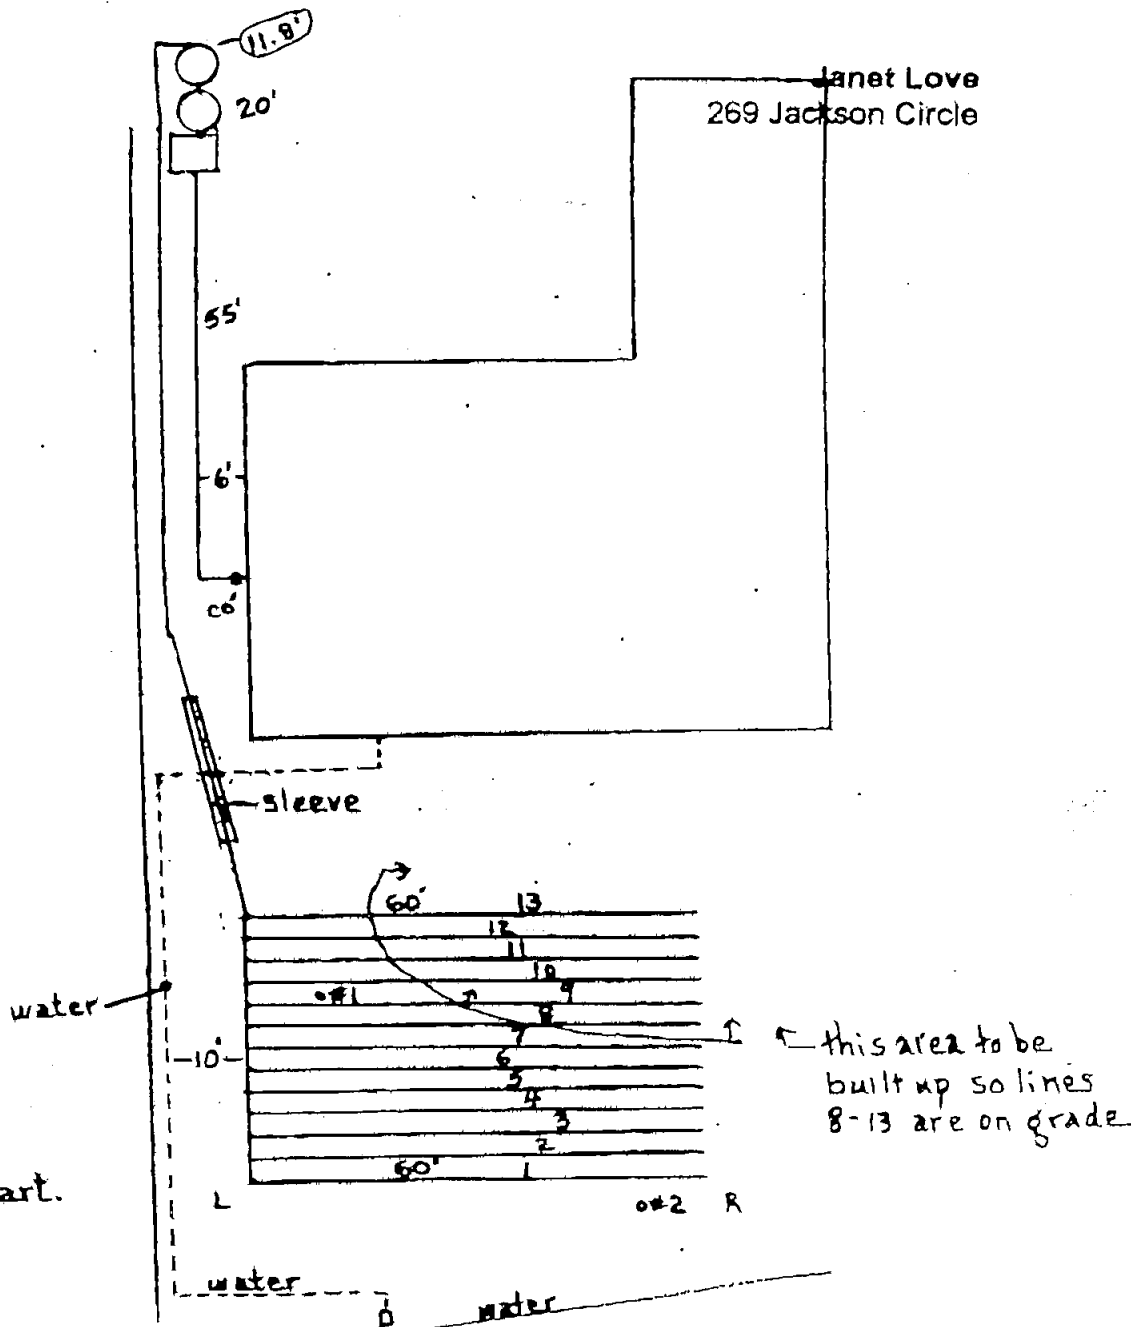 11.8'
Janet Love
269 Jackson Circle
20'
55'
6'
co'
sleeve
60'
13
12
11
10
9
#1
8
7
water
10'
6
5
4
3
2
60'
1
this area to be
built up so lines
8-13 are on grade
art.
L
#2
R
water
water